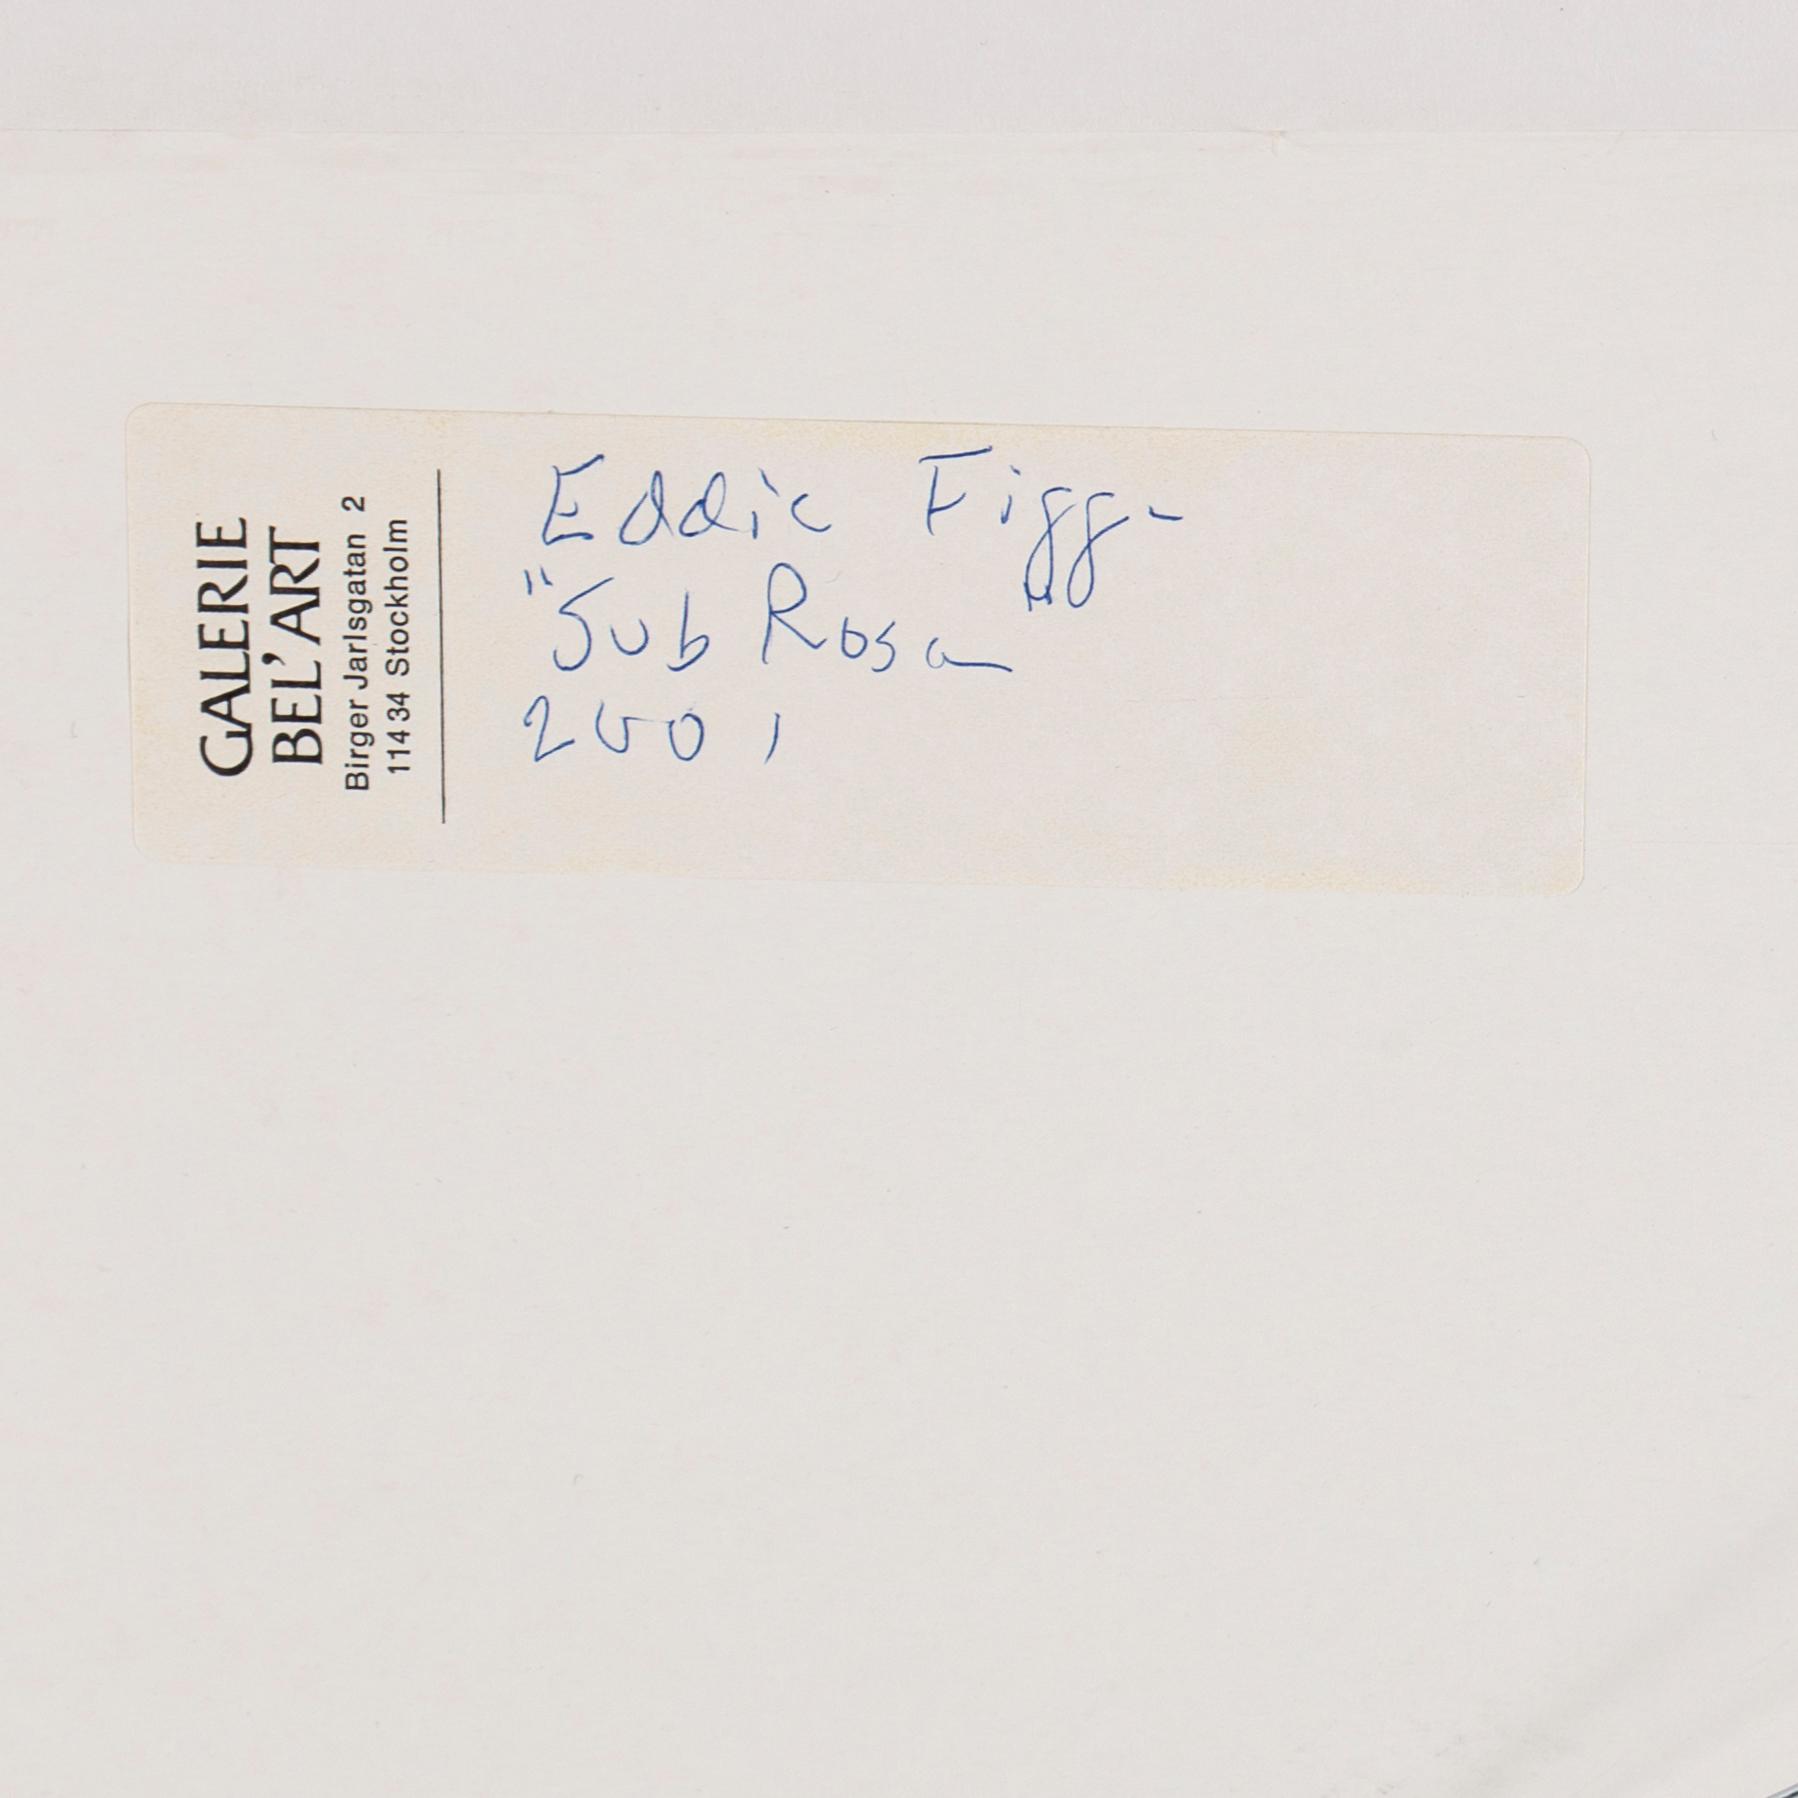 GALERIE
BEL'ART
Birger Jarlsgatan 2
114 34 Stockholm
Eddie Figge
"Sub Rosa
2001